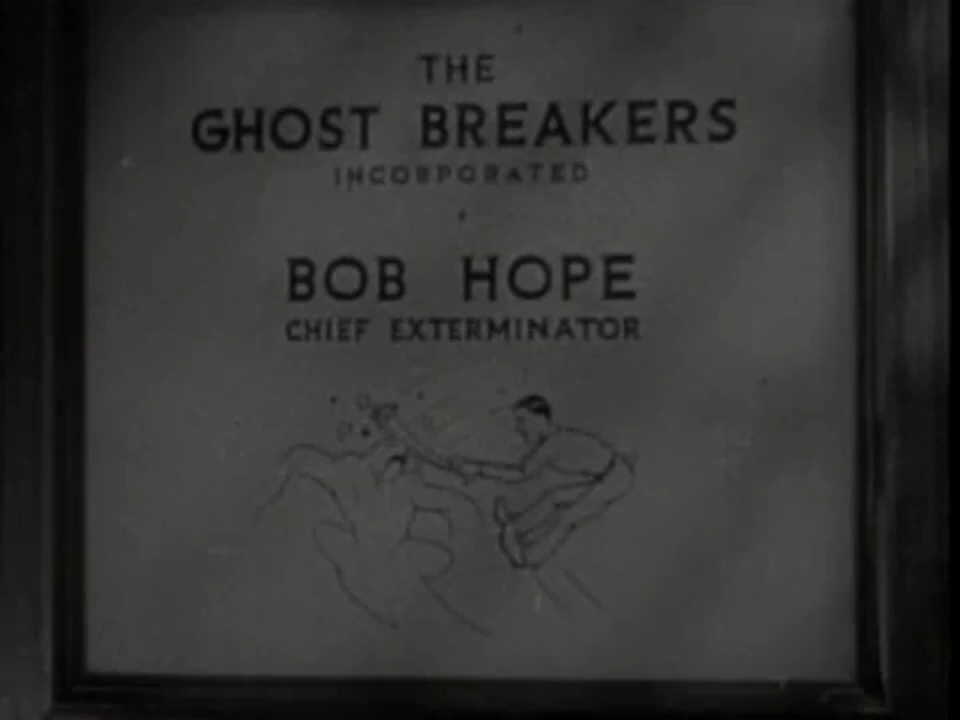 THE
GHOST BREAKERS
INCORPORATED
BOB HOPE
CHIEF EXTERMINATOR